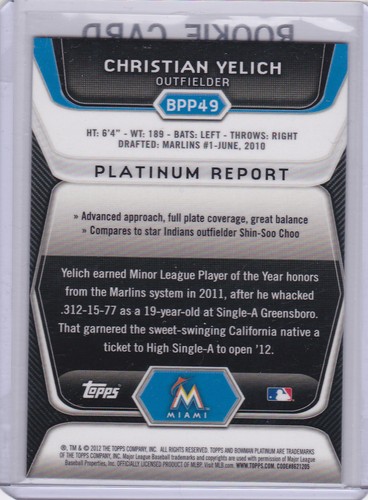 ROOKIE CARD
CHRISTIAN YELICH
OUTFIELDER
BPP49
HT: 6'4" - WT: 189 - BATS: LEFT - THROWS: RIGHT
DRAFTED: MARLINS #1-JUNE, 2010
PLATINUM REPORT
» Advanced approach, full plate coverage, great balance
» Compares to star Indians outfielder Shin-Soo Choo
Yelich earned Minor League Player of the Year honors
from the Marlins system in 2011, after he whacked
.312-15-77 as a 19-year-old at Single-A Greensboro.
That garnered the sweet-swinging California native a
ticket to High Single-A to open '12.
Topps
M
MIAMI
®, TM & © 2012 THE TOPPS COMPANY, INC. ALL RIGHTS RESERVED. TOPPS AND BOWMAN PLATINUM ARE TRADEMARKS
OF THE TOPPS COMPANY, INC. Major League Baseball trademarks and copyrights are used with permission of Major League
Baseball Properties, Inc. OFFICIALLY LICENSED PRODUCT OF MLBP. Visit MLB.com WWW.TOPPS.COM CODE#8621209